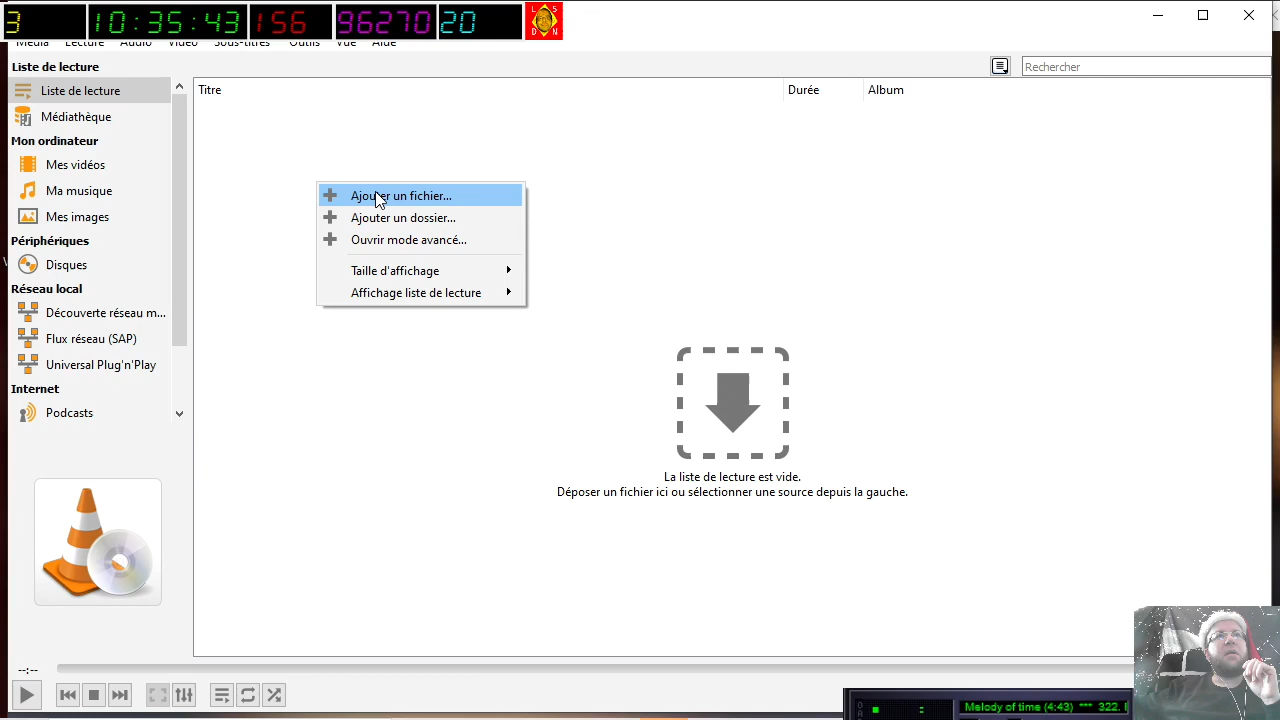 3 10:35:43 156 96270 20
S
D N
Média Lecture Audio Vidéo Sous-titres Outils Vue Aide
Liste de lecture
Rechercher
Liste de lecture
Médiathèque
Mon ordinateur
Mes vidéos
Ma musique
Mes images
Périphériques
Disques
Réseau local
Découverte réseau m...
Flux réseau (SAP)
Universal Plug'n'Play
Internet
Podcasts
Titre Durée Album
Ajouter un fichier...
Ajouter un dossier...
Ouvrir mode avancé...
Taille d'affichage
Affichage liste de lecture
La liste de lecture est vide.
Déposer un fichier ici ou sélectionner une source depuis la gauche.
--:--
Melody of time (4:43) *** 322.